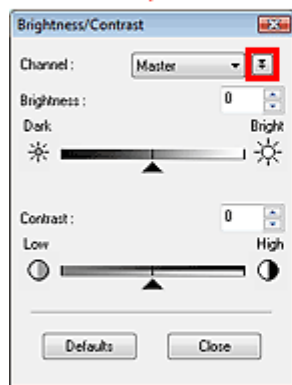 Brightness/Contrast
Channel : Master
Brightness : 0
Dark Bright
Contrast : 0
Low High
Defaults Close